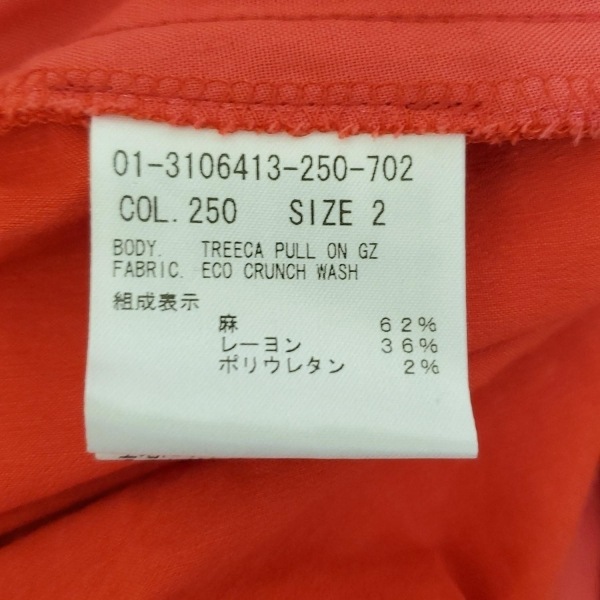 01-3106413-250-702
COL. 250 SIZE 2
BODY. TREECA PULL ON GZ
FABRIC. ECO CRUNCH WASH
組成表示
麻 62%
レーヨン 36%
ポリウレタン 2%